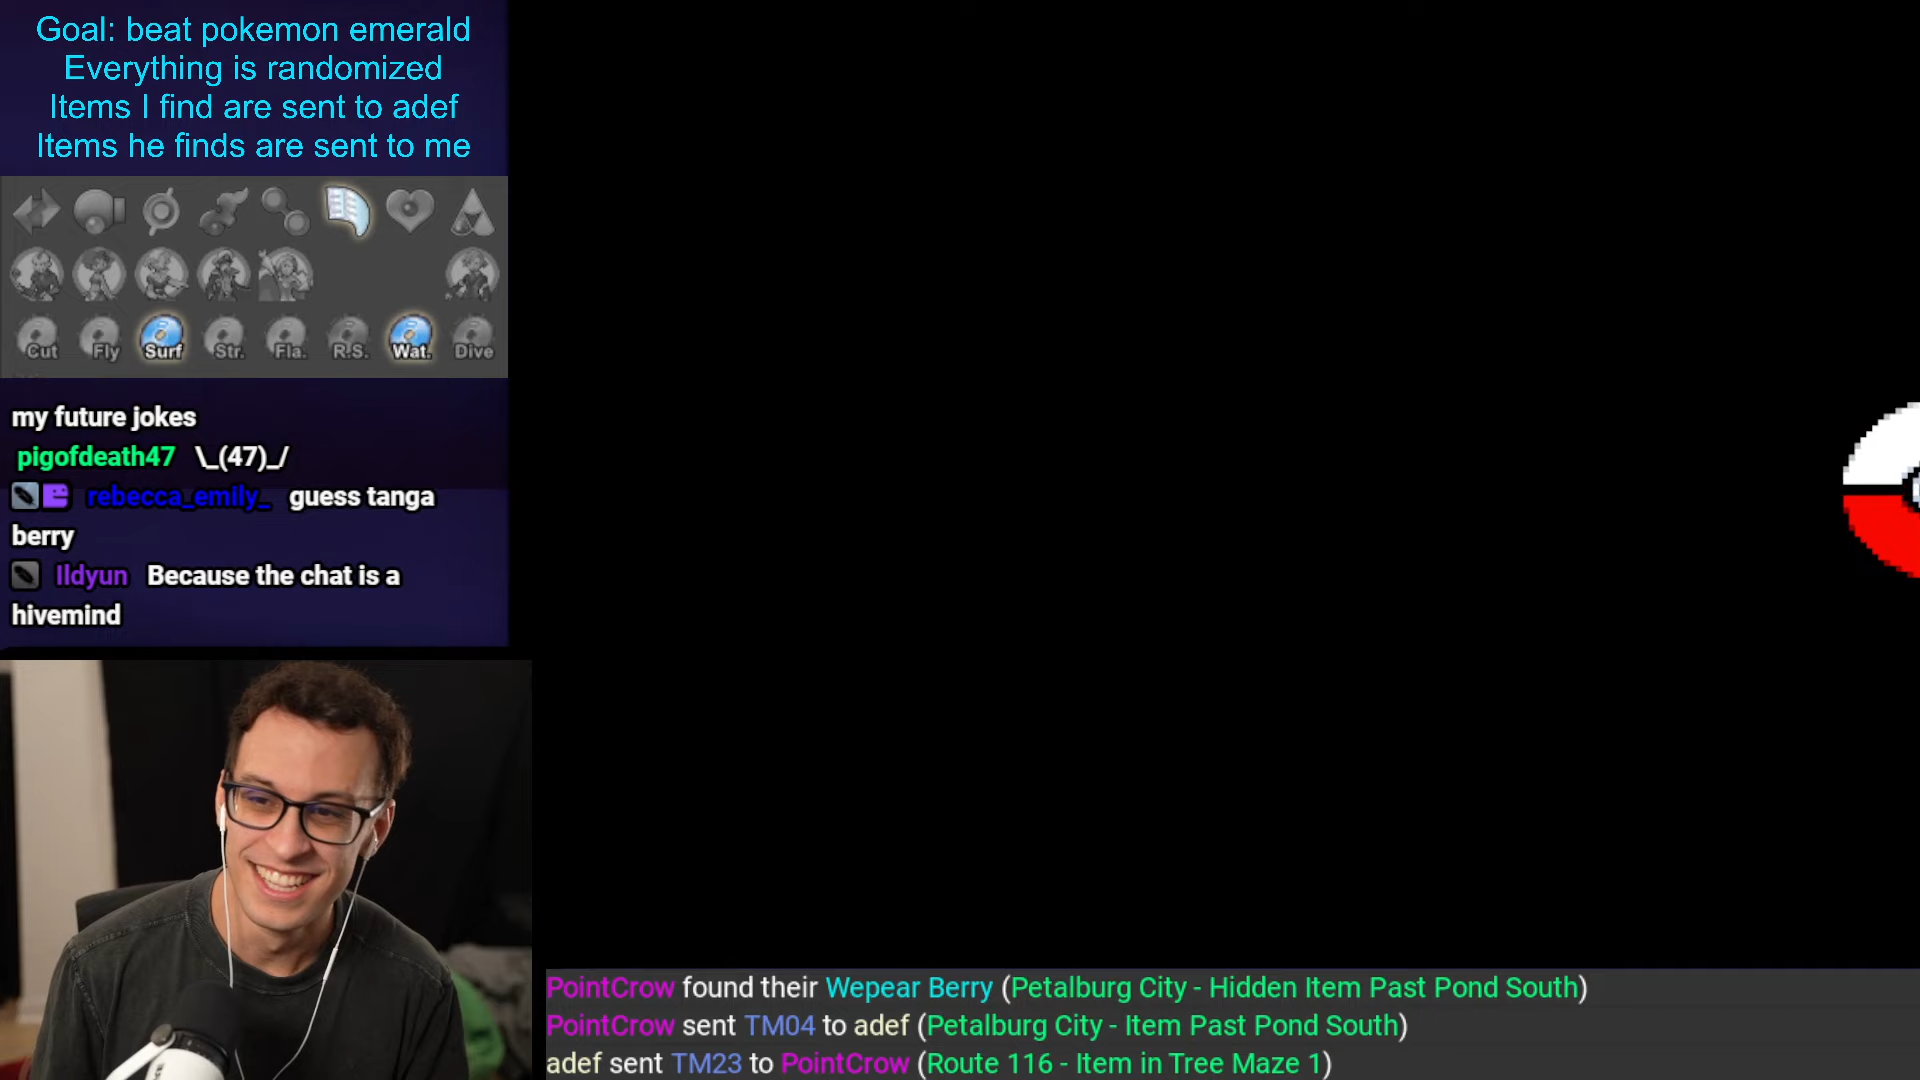 Goal: beat pokemon emerald
Everything is randomized
Items I find are sent to adef
Items he finds are sent to me
Cut Fly Surf Str. Fla. R.S. Wat. Dive
my future jokes
pigofdeath47 \_(47)_/
rebecca_emily_ guess tanga
berry
Ildyun Because the chat is a
hivemind
PointCrow found their Wepear Berry (Petalburg City - Hidden Item Past Pond South)
PointCrow sent TM04 to adef (Petalburg City - Item Past Pond South)
adef sent TM23 to PointCrow (Route 116 - Item in Tree Maze 1)